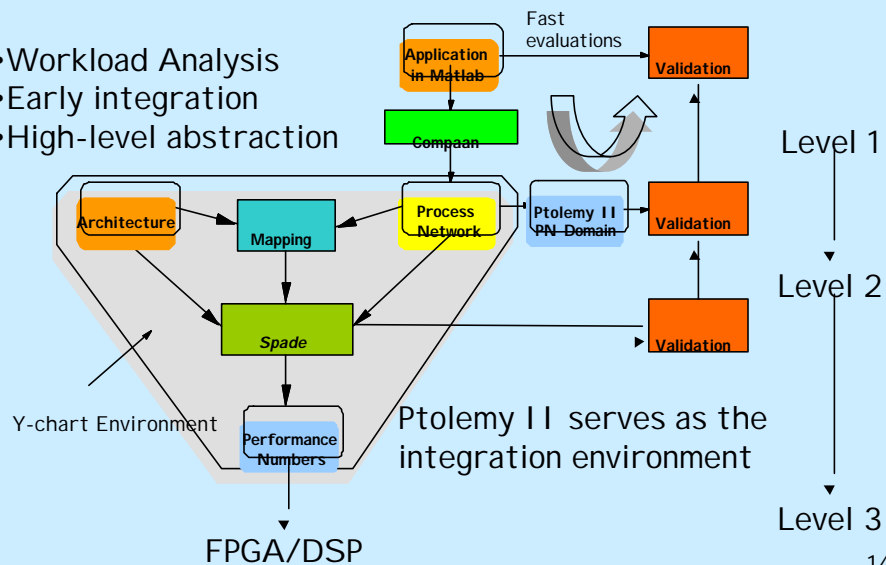 •Workload Analysis
•Early integration
•High-level abstraction
Fast
evaluations
Application
in Matlab
Validation
Compaan
Level 1
Architecture
Mapping
Process
Network
Ptolemy II
PN Domain
Validation
Level 2
Spade
Validation
Y-chart Environment
Performance
Numbers
Ptolemy II serves as the
integration environment
Level 3
FPGA/DSP